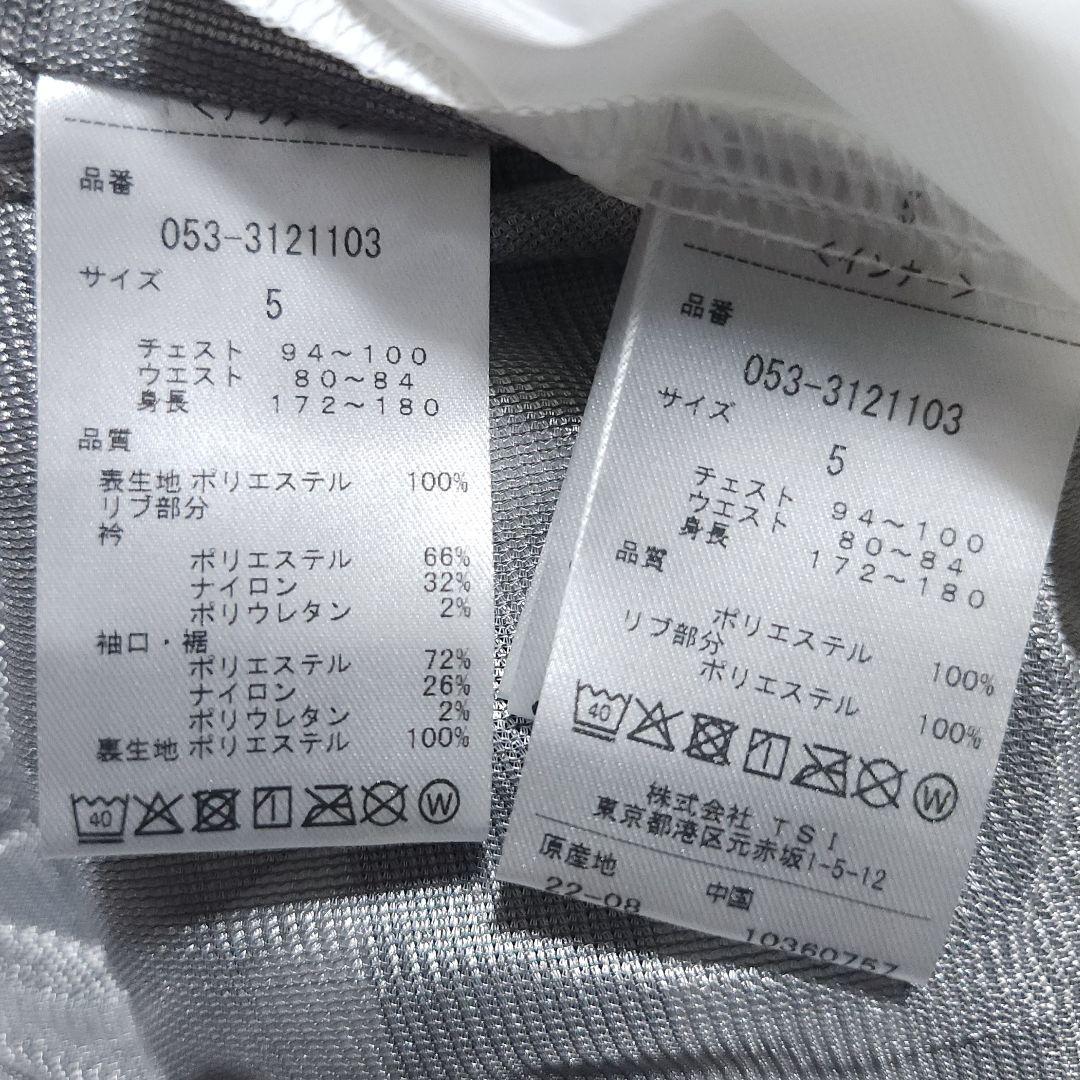 品番
053-3121103
サイズ
5
チェスト 94～100
ウエスト 80～84
身長 172～180
品質
表生地 ポリエステル 100%
リブ部分
衿
ポリエステル 66%
ナイロン 32%
ポリウレタン 2%
袖口・裾
ポリエステル 72%
ナイロン 26%
ポリウレタン 2%
裏生地 ポリエステル 100%
40
W
5
<インナー>
品番
053-3121103
サイズ
5
チェスト 94～100
ウエスト 80～84
身長 172～180
品質
ポリエステル 100%
リブ部分
ポリエステル 100%
40
W
株式会社 TSI
東京都港区元赤坂1-5-12
原産地 中国
22-08 10360757